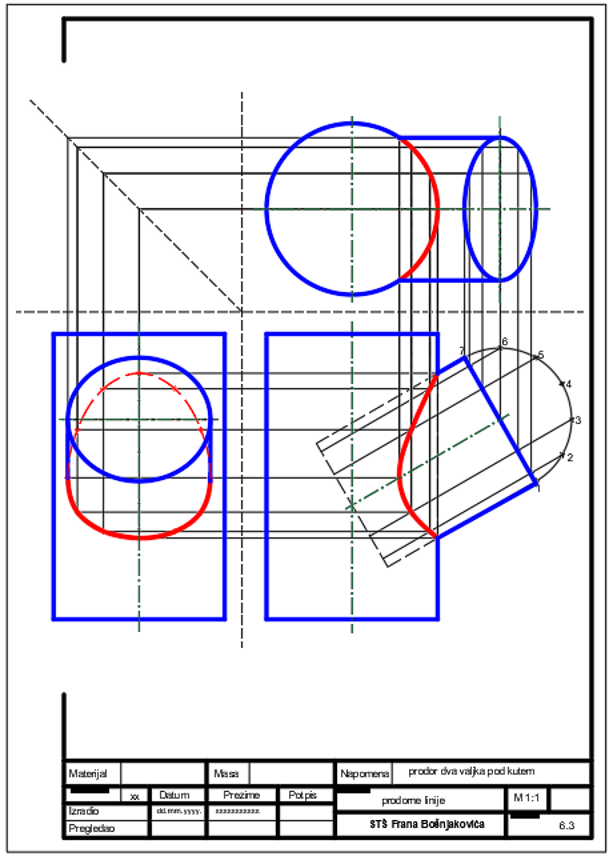 6
7
5
4
3
2
1
Materijal
Masa
Napomena
prodor dva valjka pod kutem
xx
Datum
Prezime
Potpis
prodorne linije
M 1:1
Izradio
dd.mm.yyyy.
xxxxxxxxxxx
Pregledao
STŠ Frana Bošnjakovića
6.3